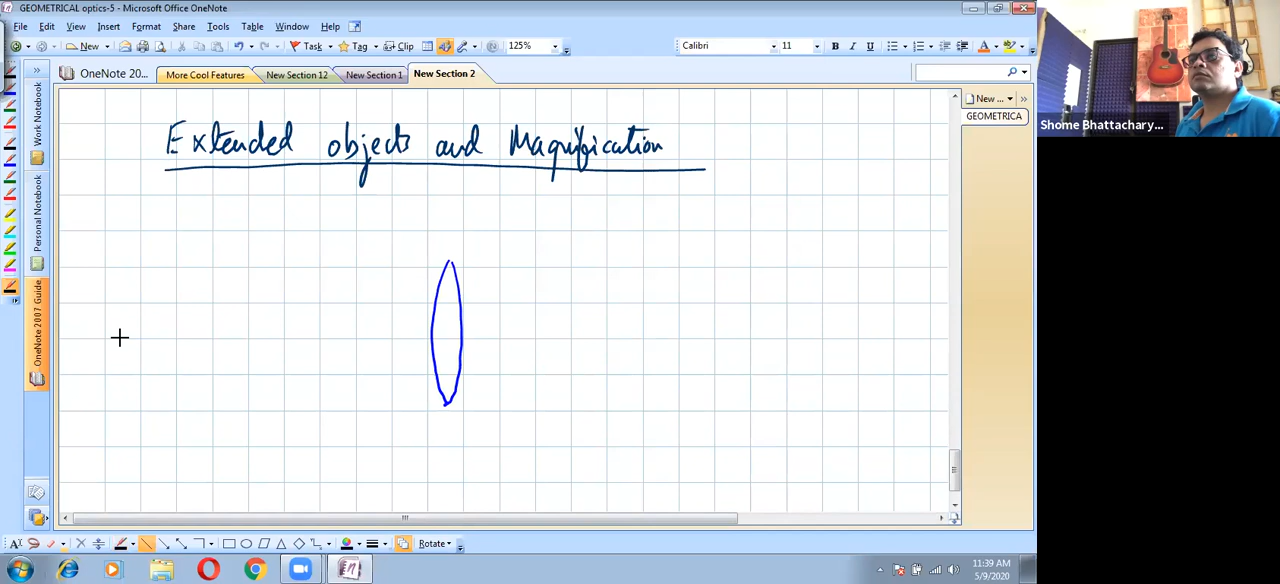 GEOMETRICAL optics-5 - Microsoft Office OneNote
File Edit View Insert Format Share Tools Table Window Help
New Task Tag Clip 125% Calibri 11 B I U
OneNote 20... More Cool Features New Section 12 New Section 1 New Section 2
New ...
GEOMETRICA
Work Notebook
Personal Notebook
OneNote 2007 Guide
Extended objects and Magnification
Shome Bhattachary...
Rotate
11:39 AM
5/9/2020